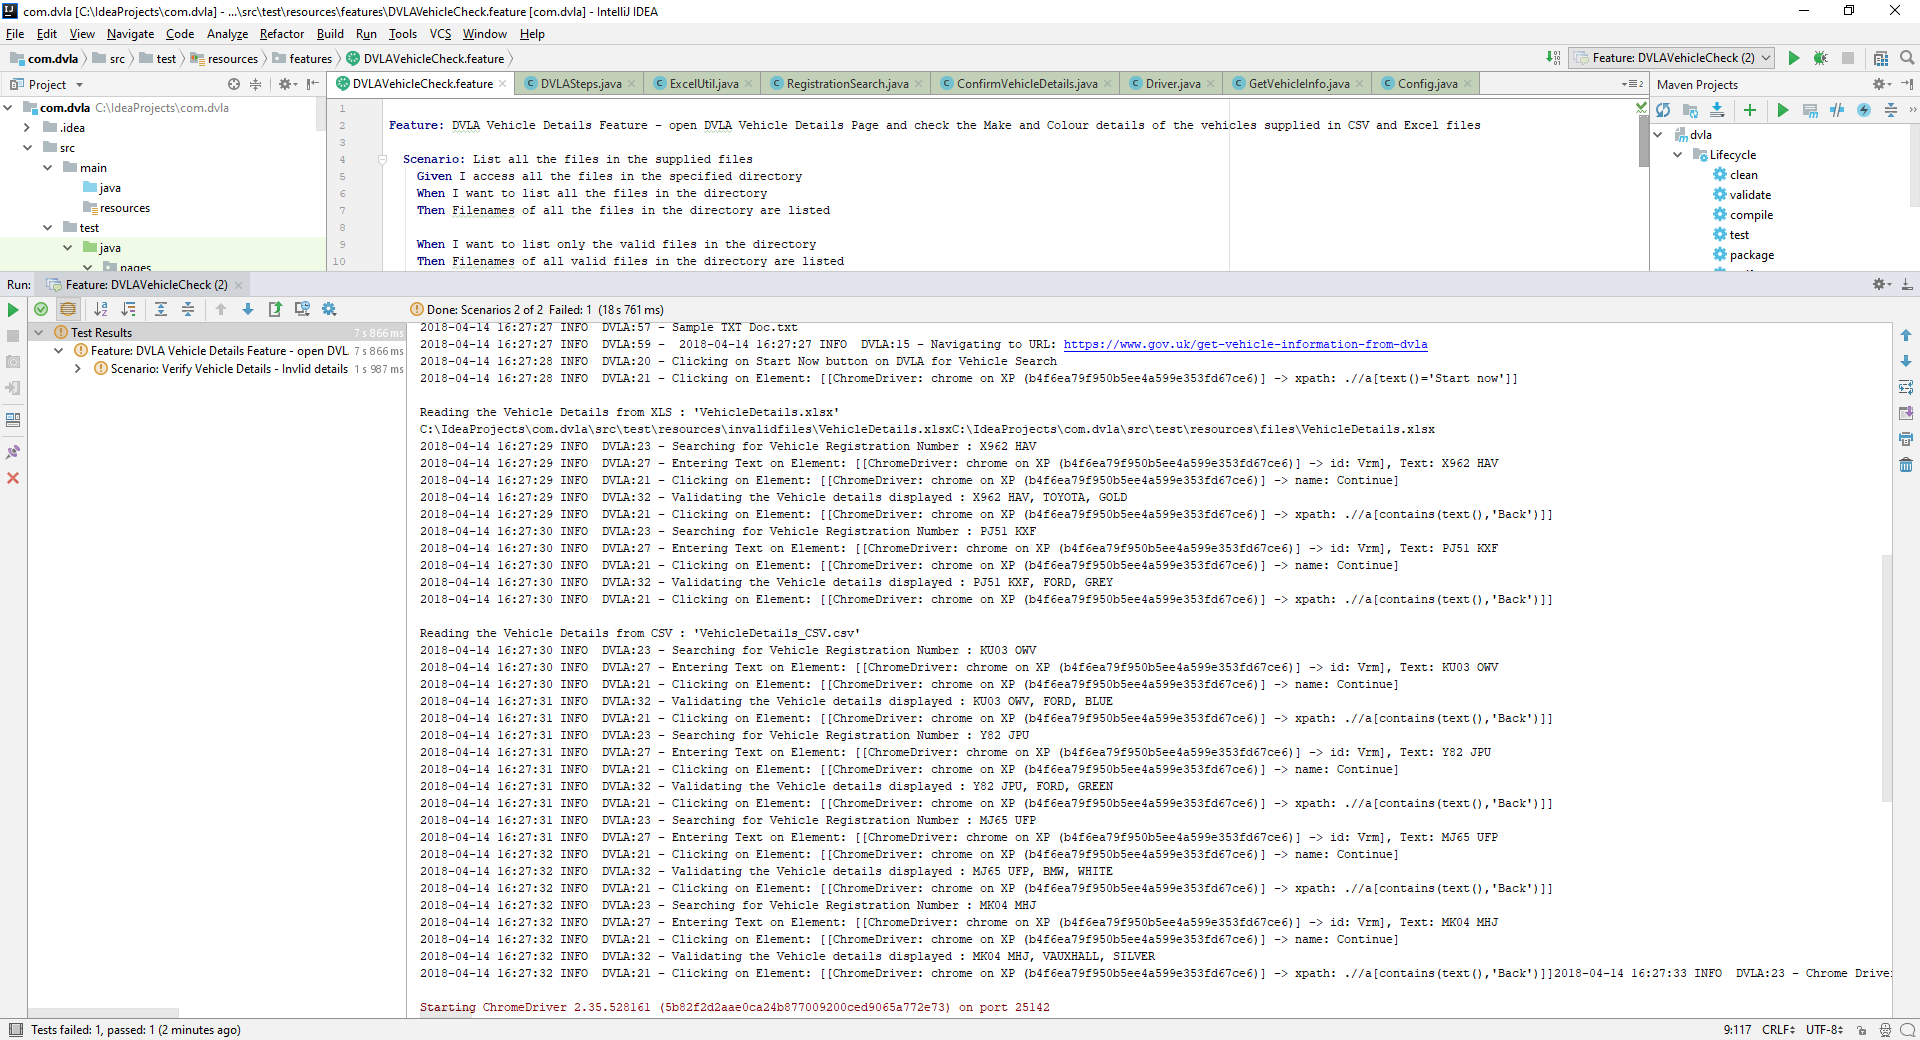 com.dvla [C:\IdeaProjects\com.dvla] - ...\src\test\resources\features\DVLAVehicleCheck.feature [com.dvla] - IntelliJ IDEA
File Edit View Navigate Code Analyze Refactor Build Run Tools VCS Window Help
com.dvla src test resources features DVLAVehicleCheck.feature
Feature: DVLAVehicleCheck (2)
Project
DVLAVehicleCheck.feature DVLASteps.java ExcelUtil.java RegistrationSearch.java ConfirmVehicleDetails.java Driver.java GetVehicleInfo.java Config.java
Maven Projects
com.dvla C:\IdeaProjects\com.dvla
.idea
src
main
java
resources
test
java
pages
1
2 Feature: DVLA Vehicle Details Feature - open DVLA Vehicle Details Page and check the Make and Colour details of the vehicles supplied in CSV and Excel files
3
4 Scenario: List all the files in the supplied files
5 Given I access all the files in the specified directory
6 When I want to list all the files in the directory
7 Then Filenames of all the files in the directory are listed
8
9 When I want to list only the valid files in the directory
10 Then Filenames of all valid files in the directory are listed
dvla
Lifecycle
clean
validate
compile
test
package
Run: Feature: DVLAVehicleCheck (2)
Done: Scenarios 2 of 2 Failed: 1 (18 s 761 ms)
Test Results 7 s 866 ms
Feature: DVLA Vehicle Details Feature - open DVL 7 s 866 ms
Scenario: Verify Vehicle Details - Invlid details 1 s 987 ms
2018-04-14 16:27:27 INFO DVLA:57 - Sample TXT Doc.txt
2018-04-14 16:27:27 INFO DVLA:59 - 2018-04-14 16:27:27 INFO DVLA:15 - Navigating to URL: https://www.gov.uk/get-vehicle-information-from-dvla
2018-04-14 16:27:28 INFO DVLA:20 - Clicking on Start Now button on DVLA for Vehicle Search
2018-04-14 16:27:28 INFO DVLA:21 - Clicking on Element: [[ChromeDriver: chrome on XP (b4f6ea79f950b5ee4a599e353fd67ce6)] -> xpath: .//a[text()='Start now']]
Reading the Vehicle Details from XLS : 'VehicleDetails.xlsx'
C:\IdeaProjects\com.dvla\src\test\resources\invalidfiles\VehicleDetails.xlsxC:\IdeaProjects\com.dvla\src\test\resources\files\VehicleDetails.xlsx
2018-04-14 16:27:29 INFO DVLA:23 - Searching for Vehicle Registration Number : X962 HAV
2018-04-14 16:27:29 INFO DVLA:27 - Entering Text on Element: [[ChromeDriver: chrome on XP (b4f6ea79f950b5ee4a599e353fd67ce6)] -> id: Vrm], Text: X962 HAV
2018-04-14 16:27:29 INFO DVLA:21 - Clicking on Element: [[ChromeDriver: chrome on XP (b4f6ea79f950b5ee4a599e353fd67ce6)] -> name: Continue]
2018-04-14 16:27:29 INFO DVLA:32 - Validating the Vehicle details displayed : X962 HAV, TOYOTA, GOLD
2018-04-14 16:27:29 INFO DVLA:21 - Clicking on Element: [[ChromeDriver: chrome on XP (b4f6ea79f950b5ee4a599e353fd67ce6)] -> xpath: .//a[contains(text(),'Back')]]
2018-04-14 16:27:30 INFO DVLA:23 - Searching for Vehicle Registration Number : PJ51 KXF
2018-04-14 16:27:30 INFO DVLA:27 - Entering Text on Element: [[ChromeDriver: chrome on XP (b4f6ea79f950b5ee4a599e353fd67ce6)] -> id: Vrm], Text: PJ51 KXF
2018-04-14 16:27:30 INFO DVLA:21 - Clicking on Element: [[ChromeDriver: chrome on XP (b4f6ea79f950b5ee4a599e353fd67ce6)] -> name: Continue]
2018-04-14 16:27:30 INFO DVLA:32 - Validating the Vehicle details displayed : PJ51 KXF, FORD, GREY
2018-04-14 16:27:30 INFO DVLA:21 - Clicking on Element: [[ChromeDriver: chrome on XP (b4f6ea79f950b5ee4a599e353fd67ce6)] -> xpath: .//a[contains(text(),'Back')]]
Reading the Vehicle Details from CSV : 'VehicleDetails_CSV.csv'
2018-04-14 16:27:30 INFO DVLA:23 - Searching for Vehicle Registration Number : KU03 OWV
2018-04-14 16:27:30 INFO DVLA:27 - Entering Text on Element: [[ChromeDriver: chrome on XP (b4f6ea79f950b5ee4a599e353fd67ce6)] -> id: Vrm], Text: KU03 OWV
2018-04-14 16:27:30 INFO DVLA:21 - Clicking on Element: [[ChromeDriver: chrome on XP (b4f6ea79f950b5ee4a599e353fd67ce6)] -> name: Continue]
2018-04-14 16:27:31 INFO DVLA:32 - Validating the Vehicle details displayed : KU03 OWV, FORD, BLUE
2018-04-14 16:27:31 INFO DVLA:21 - Clicking on Element: [[ChromeDriver: chrome on XP (b4f6ea79f950b5ee4a599e353fd67ce6)] -> xpath: .//a[contains(text(),'Back')]]
2018-04-14 16:27:31 INFO DVLA:23 - Searching for Vehicle Registration Number : Y82 JPU
2018-04-14 16:27:31 INFO DVLA:27 - Entering Text on Element: [[ChromeDriver: chrome on XP (b4f6ea79f950b5ee4a599e353fd67ce6)] -> id: Vrm], Text: Y82 JPU
2018-04-14 16:27:31 INFO DVLA:21 - Clicking on Element: [[ChromeDriver: chrome on XP (b4f6ea79f950b5ee4a599e353fd67ce6)] -> name: Continue]
2018-04-14 16:27:31 INFO DVLA:32 - Validating the Vehicle details displayed : Y82 JPU, FORD, GREEN
2018-04-14 16:27:31 INFO DVLA:21 - Clicking on Element: [[ChromeDriver: chrome on XP (b4f6ea79f950b5ee4a599e353fd67ce6)] -> xpath: .//a[contains(text(),'Back')]]
2018-04-14 16:27:31 INFO DVLA:23 - Searching for Vehicle Registration Number : MJ65 UFP
2018-04-14 16:27:31 INFO DVLA:27 - Entering Text on Element: [[ChromeDriver: chrome on XP (b4f6ea79f950b5ee4a599e353fd67ce6)] -> id: Vrm], Text: MJ65 UFP
2018-04-14 16:27:32 INFO DVLA:21 - Clicking on Element: [[ChromeDriver: chrome on XP (b4f6ea79f950b5ee4a599e353fd67ce6)] -> name: Continue]
2018-04-14 16:27:32 INFO DVLA:32 - Validating the Vehicle details displayed : MJ65 UFP, BMW, WHITE
2018-04-14 16:27:32 INFO DVLA:21 - Clicking on Element: [[ChromeDriver: chrome on XP (b4f6ea79f950b5ee4a599e353fd67ce6)] -> xpath: .//a[contains(text(),'Back')]]
2018-04-14 16:27:32 INFO DVLA:23 - Searching for Vehicle Registration Number : MK04 MHJ
2018-04-14 16:27:32 INFO DVLA:27 - Entering Text on Element: [[ChromeDriver: chrome on XP (b4f6ea79f950b5ee4a599e353fd67ce6)] -> id: Vrm], Text: MK04 MHJ
2018-04-14 16:27:32 INFO DVLA:21 - Clicking on Element: [[ChromeDriver: chrome on XP (b4f6ea79f950b5ee4a599e353fd67ce6)] -> name: Continue]
2018-04-14 16:27:32 INFO DVLA:32 - Validating the Vehicle details displayed : MK04 MHJ, VAUXHALL, SILVER
2018-04-14 16:27:32 INFO DVLA:21 - Clicking on Element: [[ChromeDriver: chrome on XP (b4f6ea79f950b5ee4a599e353fd67ce6)] -> xpath: .//a[contains(text(),'Back')]]2018-04-14 16:27:33 INFO DVLA:23 - Chrome Drive
Starting ChromeDriver 2.35.528161 (5b82f2d2aae0ca24b877009200ced9065a772e73) on port 25142
Tests failed: 1, passed: 1 (2 minutes ago)
9:117 CRLF UTF-8